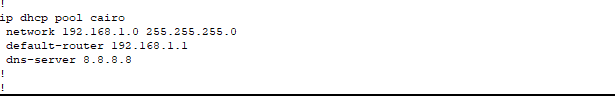 !
ip dhcp pool cairo
 network 192.168.1.0 255.255.255.0
 default-router 192.168.1.1
 dns-server 8.8.8.8
!
!